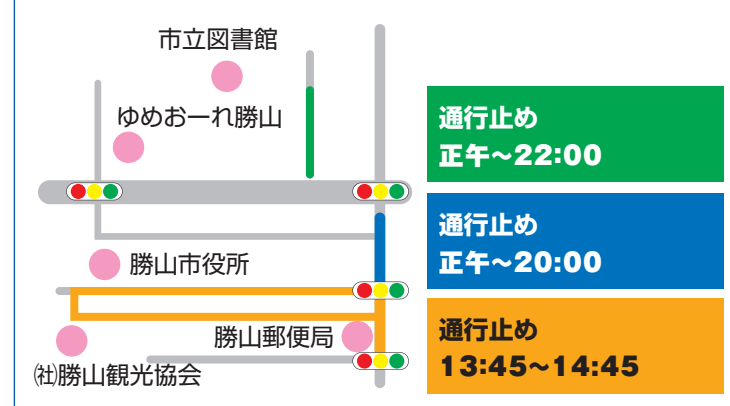 市立図書館
ゆめおーれ勝山
勝山市役所
勝山郵便局
㈳勝山観光協会
通行止め
正午～22:00
通行止め
正午～20:00
通行止め
13:45～14:45